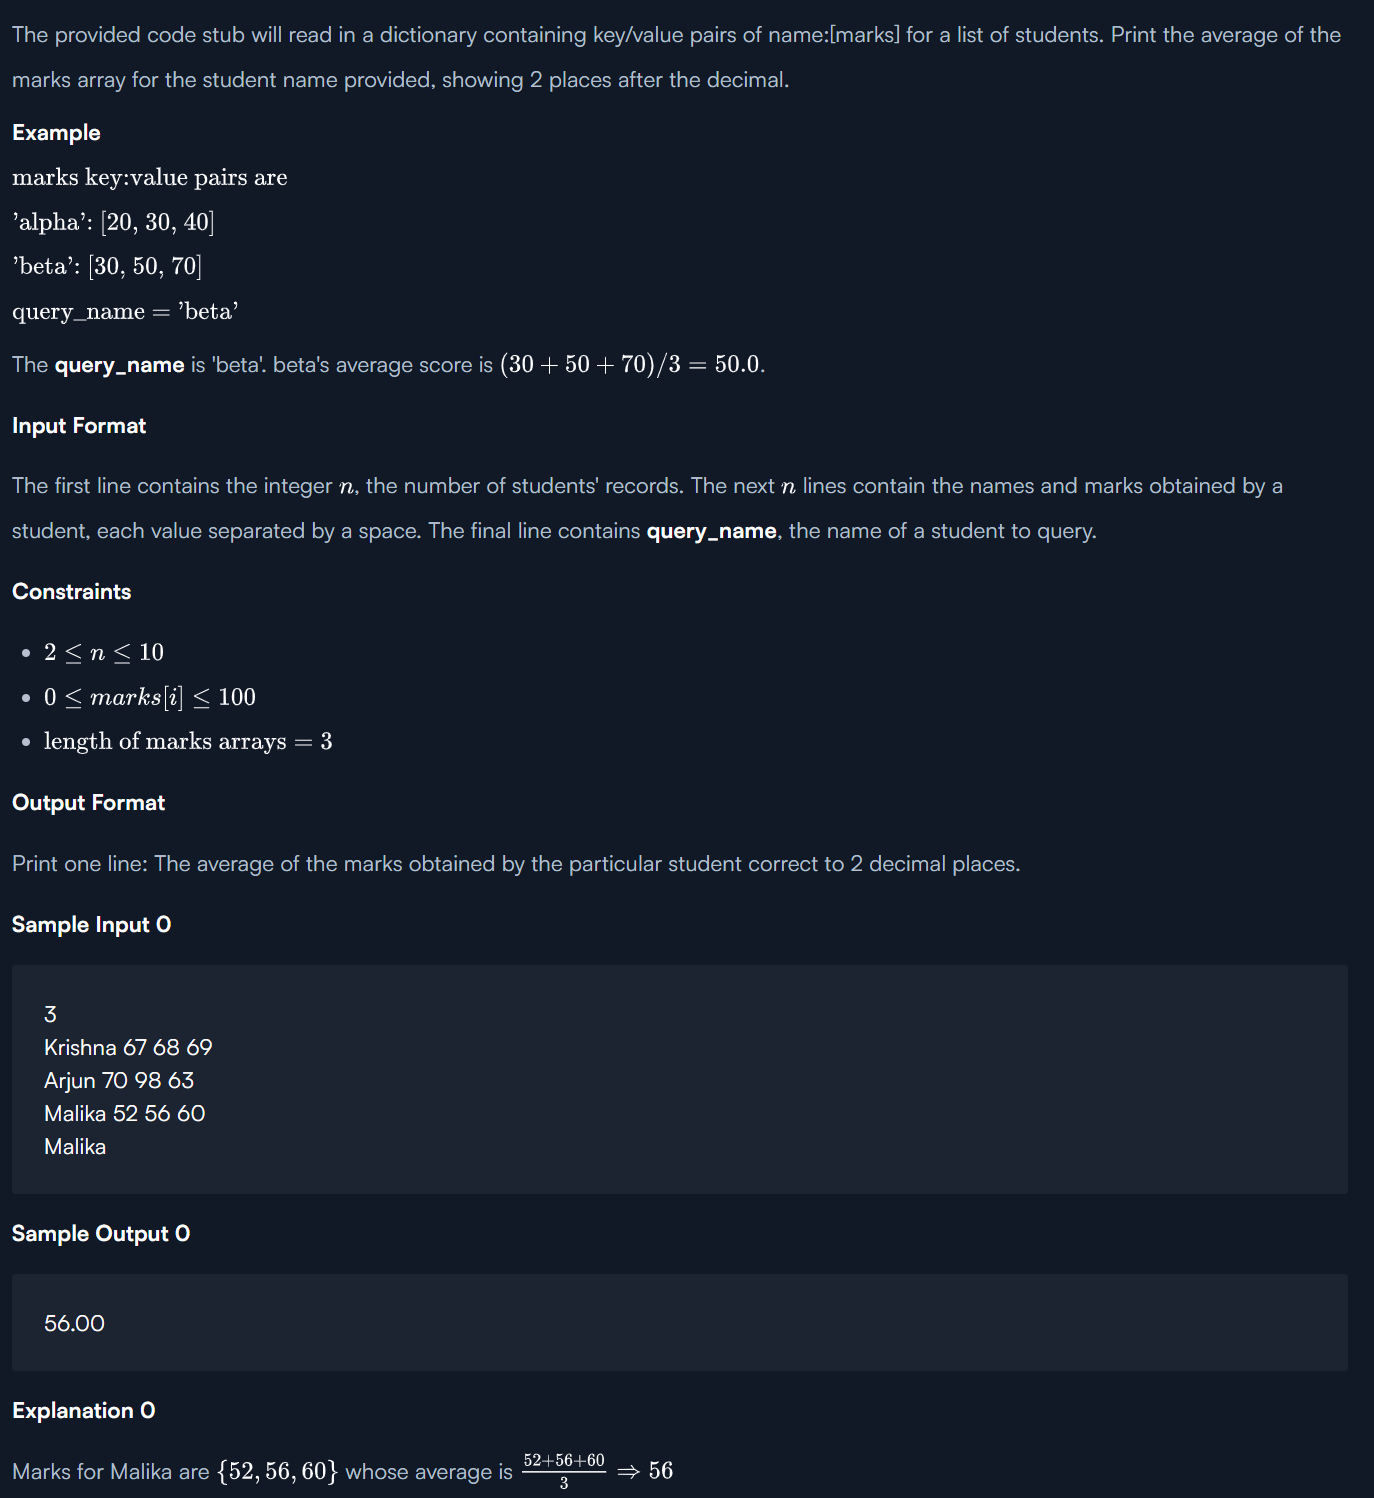 The provided code stub will read in a dictionary containing key/value pairs of name:[marks] for a list of students. Print the average of the
marks array for the student name provided, showing 2 places after the decimal.
Example
marks key:value pairs are
’alpha’: [20, 30, 40]
’beta’: [30, 50, 70]
query_name = ’beta’
The query_name is 'beta'. beta's average score is (30 + 50 + 70)/3 = 50.0.
Input Format
The first line contains the integer n, the number of students' records. The next n lines contain the names and marks obtained by a
student, each value separated by a space. The final line contains query_name, the name of a student to query.
Constraints
• 2 ≤ n ≤ 10
• 0 ≤ marks[i] ≤ 100
• length of marks arrays = 3
Output Format
Print one line: The average of the marks obtained by the particular student correct to 2 decimal places.
Sample Input 0
3
Krishna 67 68 69
Arjun 70 98 63
Malika 52 56 60
Malika
Sample Output 0
56.00
Explanation 0
Marks for Malika are {52, 56, 60} whose average is (52+56+60)/3 ⇒ 56